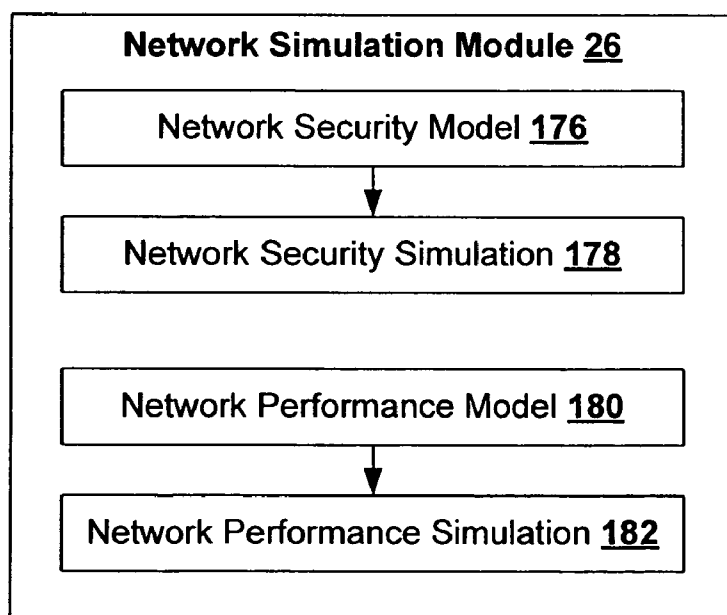 Network Simulation Module 26
Network Security Model 176
Network Security Simulation 178
Network Performance Model 180
Network Performance Simulation 182